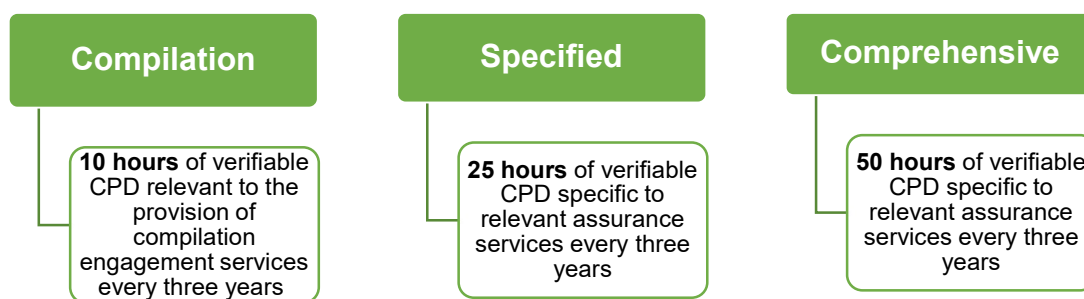 Compilation
10 hours of verifiable
CPD relevant to the
provision of
compilation
engagement services
every three years
Specified
25 hours of verifiable
CPD specific to
relevant assurance
services every three
years
Comprehensive
50 hours of verifiable
CPD specific to
relevant assurance
services every three
years